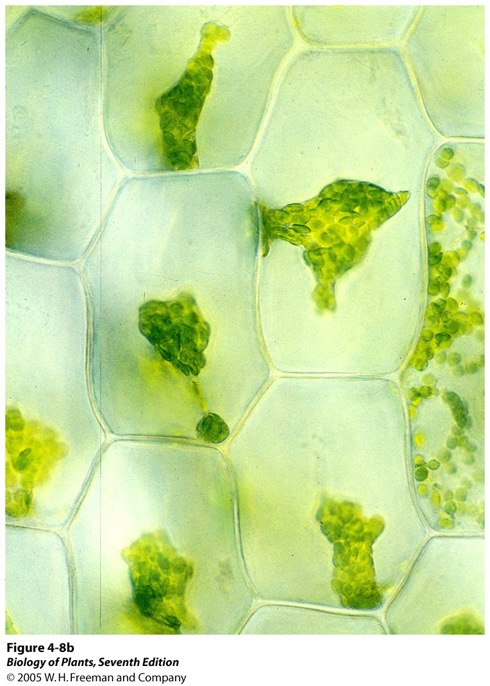 Figure 4-8b
Biology of Plants, Seventh Edition
© 2005 W. H. Freeman and Company